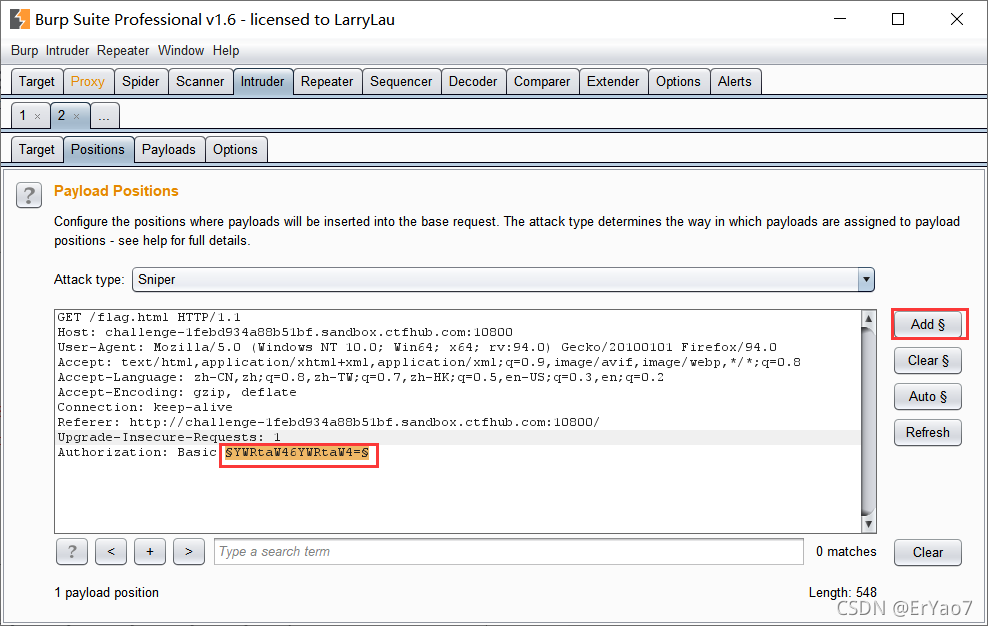 Burp Suite Professional v1.6 - licensed to LarryLau
Burp Intruder Repeater Window Help
Target Proxy Spider Scanner Intruder Repeater Sequencer Decoder Comparer Extender Options Alerts
1 × 2 × ...
Target Positions Payloads Options
? Payload Positions
Configure the positions where payloads will be inserted into the base request. The attack type determines the way in which payloads are assigned to payload
positions - see help for full details.
Attack type: Sniper
GET /flag.html HTTP/1.1
Host: challenge-1febd934a88b51bf.sandbox.ctfhub.com:10800
User-Agent: Mozilla/5.0 (Windows NT 10.0; Win64; x64; rv:94.0) Gecko/20100101 Firefox/94.0
Accept: text/html,application/xhtml+xml,application/xml;q=0.9,image/avif,image/webp,*/*;q=0.8
Accept-Language: zh-CN,zh;q=0.8,zh-TW;q=0.7,zh-HK;q=0.5,en-US;q=0.3,en;q=0.2
Accept-Encoding: gzip, deflate
Connection: keep-alive
Referer: http://challenge-1febd934a88b51bf.sandbox.ctfhub.com:10800/
Upgrade-Insecure-Requests: 1
Authorization: Basic §YWRtaW46YWRtaW4=§
Add §
Clear §
Auto §
Refresh
? < + > Type a search term 0 matches Clear
1 payload position Length: 548
CSDN @ErYao7